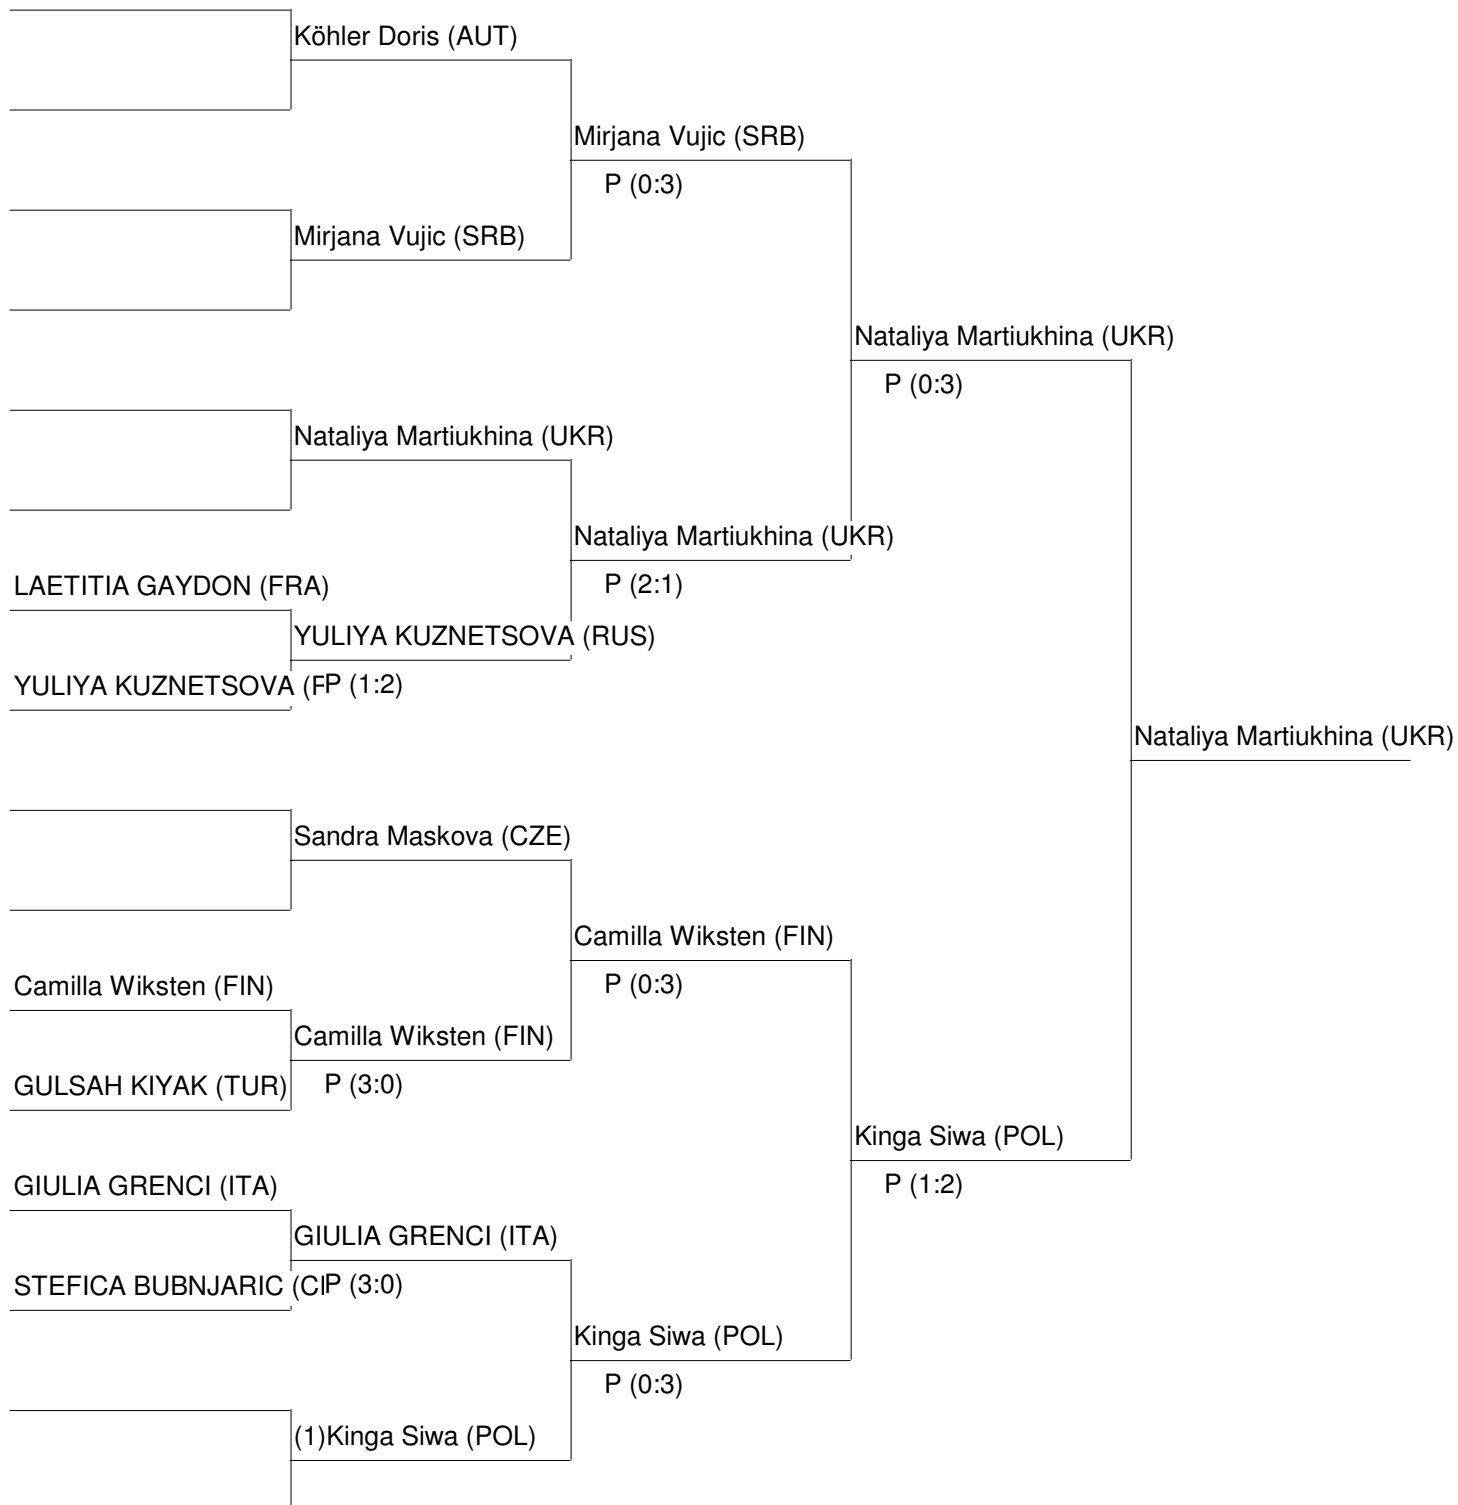 Köhler Doris (AUT)
Mirjana Vujic (SRB)
P (0:3)
Mirjana Vujic (SRB)
Nataliya Martiukhina (UKR)
P (0:3)
Nataliya Martiukhina (UKR)
Nataliya Martiukhina (UKR)
P (2:1)
LAETITIA GAYDON (FRA)
YULIYA KUZNETSOVA (RUS)
YULIYA KUZNETSOVA (
P (1:2)
Nataliya Martiukhina (UKR)
Sandra Maskova (CZE)
Camilla Wiksten (FIN)
P (0:3)
Camilla Wiksten (FIN)
Camilla Wiksten (FIN)
GULSAH KIYAK (TUR)
P (3:0)
Kinga Siwa (POL)
P (1:2)
GIULIA GRENCI (ITA)
GIULIA GRENCI (ITA)
STEFICA BUBNJARIC (C
P (3:0)
Kinga Siwa (POL)
P (0:3)
(1)Kinga Siwa (POL)